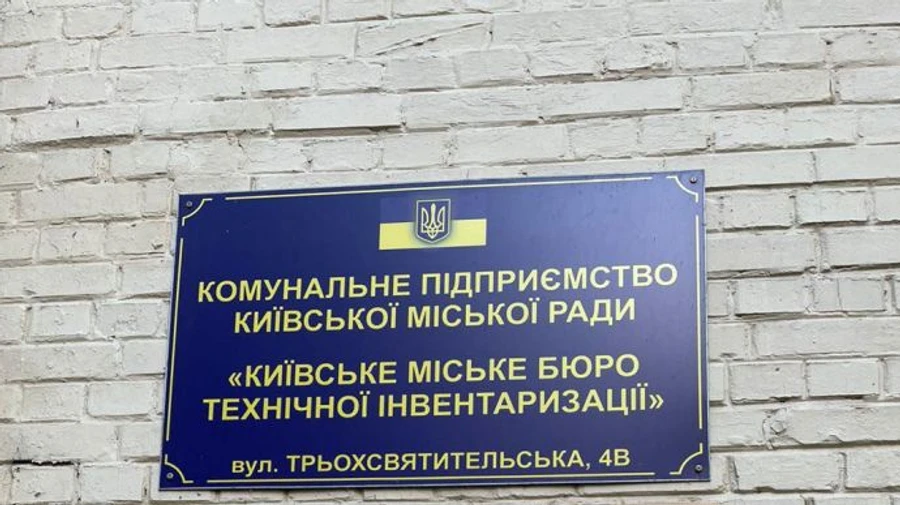 КОМУНАЛЬНЕ ПІДПРИЄМСТВО
КИЇВСЬКОЇ МІСЬКОЇ РАДИ
«КИЇВСЬКЕ МІСЬКЕ БЮРО
ТЕХНІЧНОЇ ІНВЕНТАРИЗАЦІЇ»
вул. ТРЬОХСВЯТИТЕЛЬСЬКА, 4В